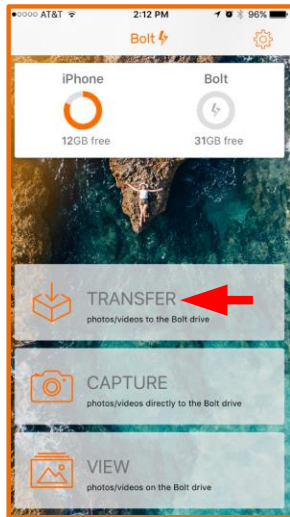 AT&T 2:12 PM 96%
Bolt
iPhone Bolt
12GB free 31GB free
TRANSFER
photos/videos to the Bolt drive
CAPTURE
photos/videos directly to the Bolt drive
VIEW
photos/videos on the Bolt drive